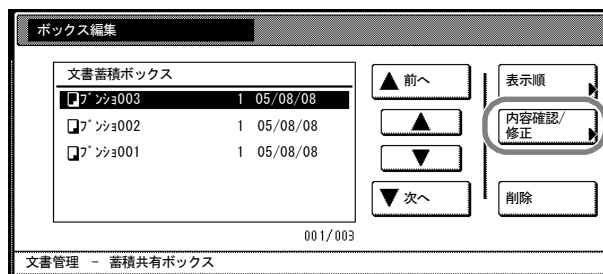 ボックス編集
文書蓄積ボックス
ﾌﾞﾝｼｮ003 1 05/08/08
ﾌﾞﾝｼｮ002 1 05/08/08
ﾌﾞﾝｼｮ001 1 05/08/08
001/003
前へ
次へ
表示順
内容確認/
修正
削除
文書管理 － 蓄積共有ボックス